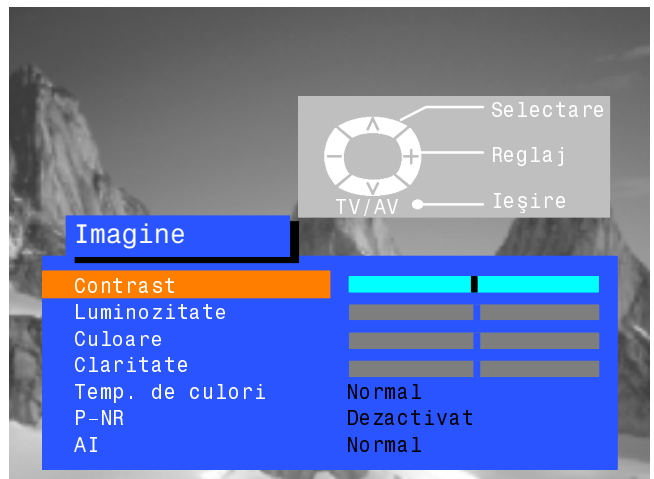 Selectare
Reglaj
TV/AV Ieşire
Imagine
Contrast
Luminozitate
Culoare
Claritate
Temp. de culori Normal
P-NR Dezactivat
AI Normal